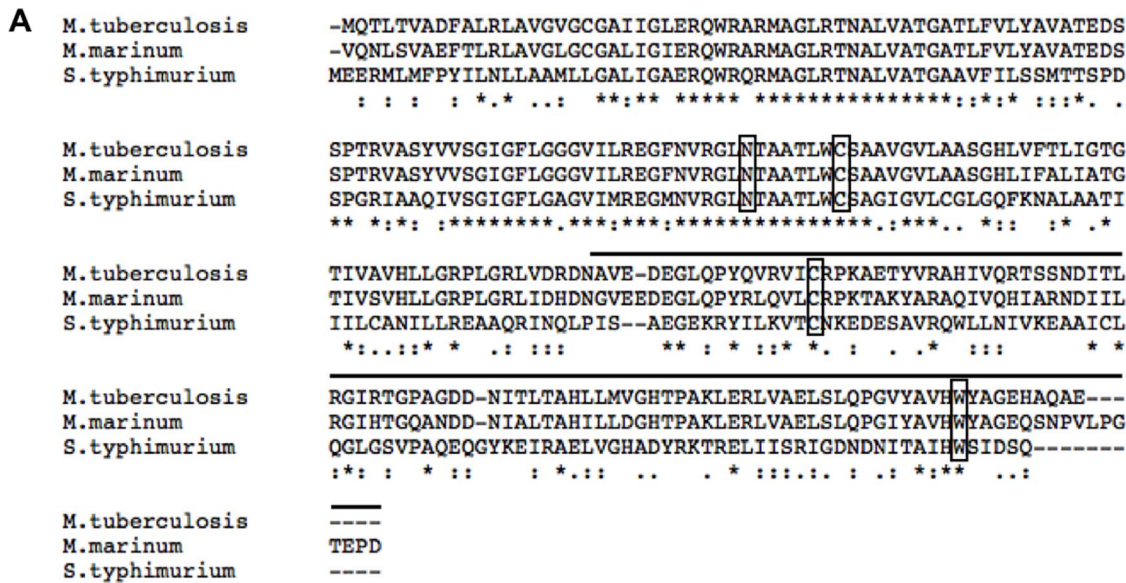 A
M.tuberculosis -MQTLTVADFALRLAVGVGCGAIIGLERQWRARMAGLRTNALVATGATLFVLYAVATEDS
M.marinum -VQNLSVAEFTLRLAVGLGCGALIGIERQWRARMAGLRTNALVATGATLFVLYAVATEDS
S.typhimurium MEERMLMFPYILNLLAAMLLGALIGAERQWRQRMAGLRTNALVATGAAVFILSSMTTSPD
: : : : *.* ..: **:** ***** ***************::*:* :::*. .
M.tuberculosis SPTRVASYVVSGIGFLGGGVILREGFNVRGLNTAATLWCSAAVGVLAASGHLVFTLIGTG
M.marinum SPTRVASYVVSGIGFLGGGVILREGFNVRGLNTAATLWCSAAVGVLAASGHLIFALIATG
S.typhimurium SPGRIAAQIVSGIGFLGAGVIMREGMNVRGLNTAATLWCSAGIGVLCGLGQFKNALAATI
** *:*: :********.***:***:***************.:***.. *:: :* .*
M.tuberculosis TIVAVHLLGRPLGRLVDRDNAVE-DEGLQPYQVRVICRPKAETYVRAHIVQRTSSNDITL
M.marinum TIVSVHLLGRPLGRLIDHDNGVEEDEGLQPYRLQVLCRPKTAKYARAQIVQHIARNDIIL
S.typhimurium IILCANILLREAAQRINQLPIS--AEGEKRYILKVTCNKEDESAVRQWLLNIVKEAAICL
*:..::* * .: ::: ** : * ::* *. : . .* ::: * *
M.tuberculosis RGIRTGPAGDD-NITLTAHLLMVGHTPAKLERLVAELSLQPGVYAVHWYAGEHAQAE---
M.marinum RGIHTGQANDD-NIALTAHILLDGHTPAKLERLVAELSLQPGIYAVHWYAGEQSNPVLPG
S.typhimurium QGLGSVPAQEQGYKEIRAELVGHADYRKTRELIISRIGDNDNITAIHWSIDSQ-------
:*: : * :: : *.:: .. . * :::.:. : .: *:** ..:
M.tuberculosis ----
M.marinum TEPD
S.typhimurium ----